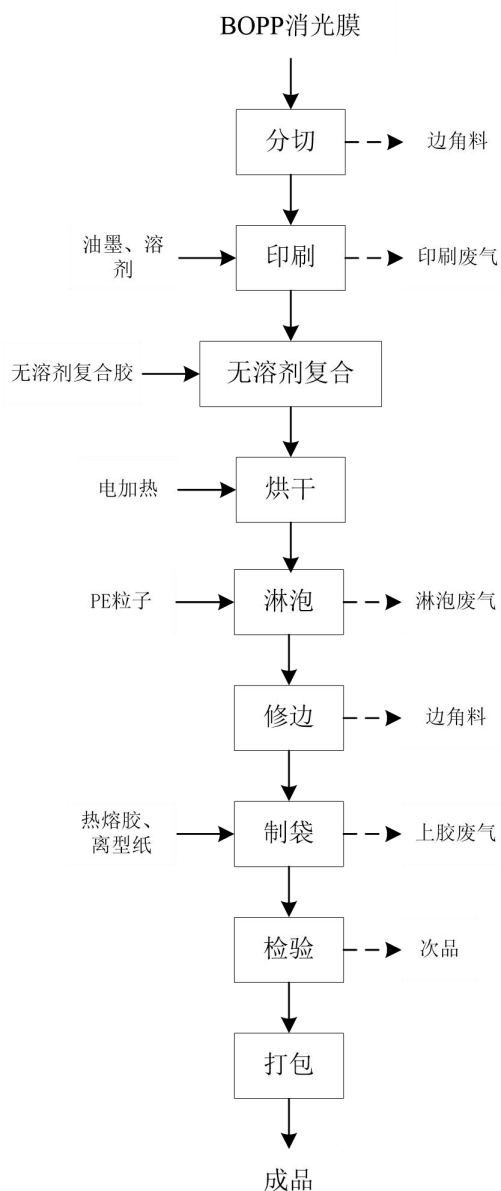 BOPP消光膜
分切
边角料
油墨、溶
剂
印刷
印刷废气
无溶剂复合胶
无溶剂复合
电加热
烘干
PE粒子
淋泡
淋泡废气
修边
边角料
热熔胶、
离型纸
制袋
上胶废气
检验
次品
打包
成品